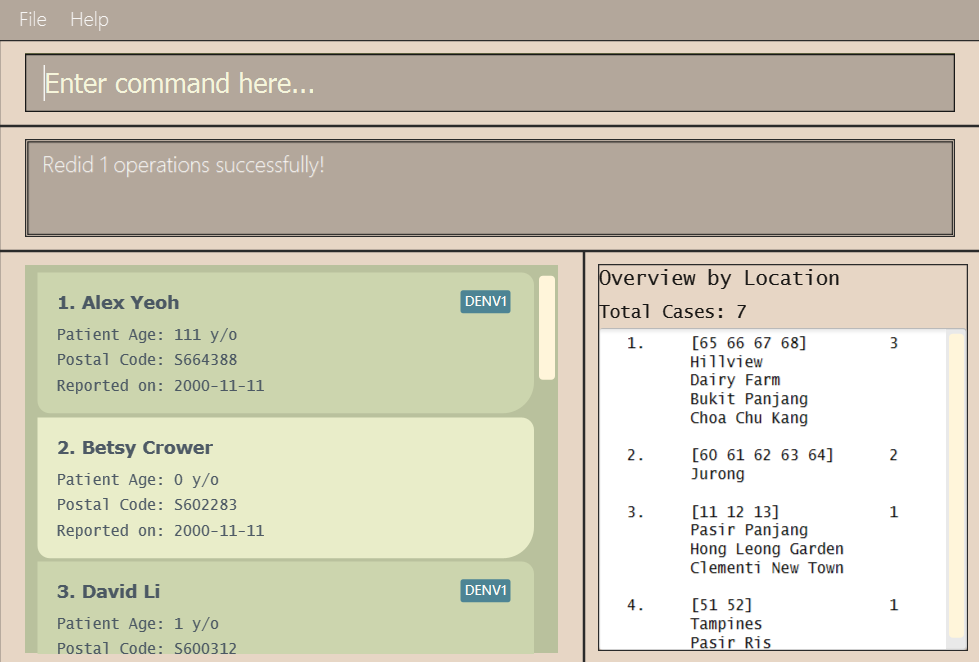 File Help
Enter command here...
Redid 1 operations successfully!
1. Alex Yeoh DENV1
Patient Age: 111 y/o
Postal Code: S664388
Reported on: 2000-11-11
2. Betsy Crower
Patient Age: 0 y/o
Postal Code: S602283
Reported on: 2000-11-11
3. David Li DENV1
Patient Age: 1 y/o
Postal Code: S600312
Overview by Location
Total Cases: 7
1. [65 66 67 68] 3
Hillview
Dairy Farm
Bukit Panjang
Choa Chu Kang
2. [60 61 62 63 64] 2
Jurong
3. [11 12 13] 1
Pasir Panjang
Hong Leong Garden
Clementi New Town
4. [51 52] 1
Tampines
Pasir Ris